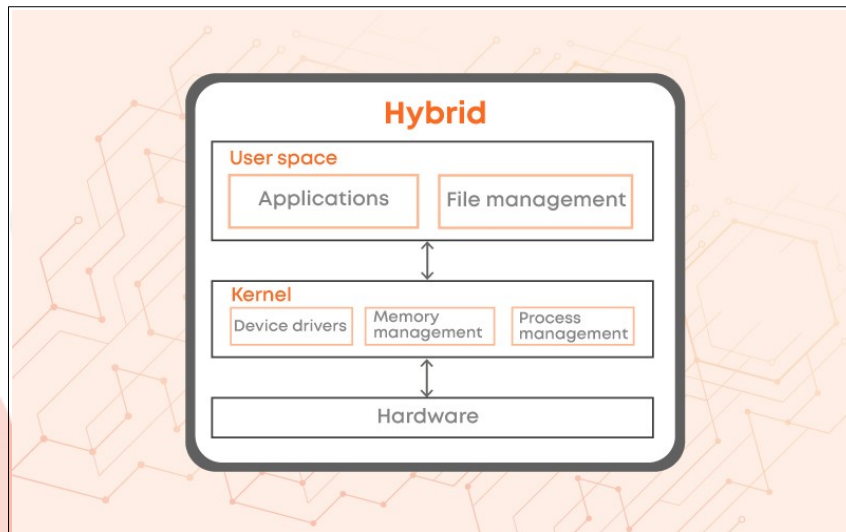 Hybrid
User space
Applications
File management
Kernel
Device drivers
Memory
management
Process
management
Hardware